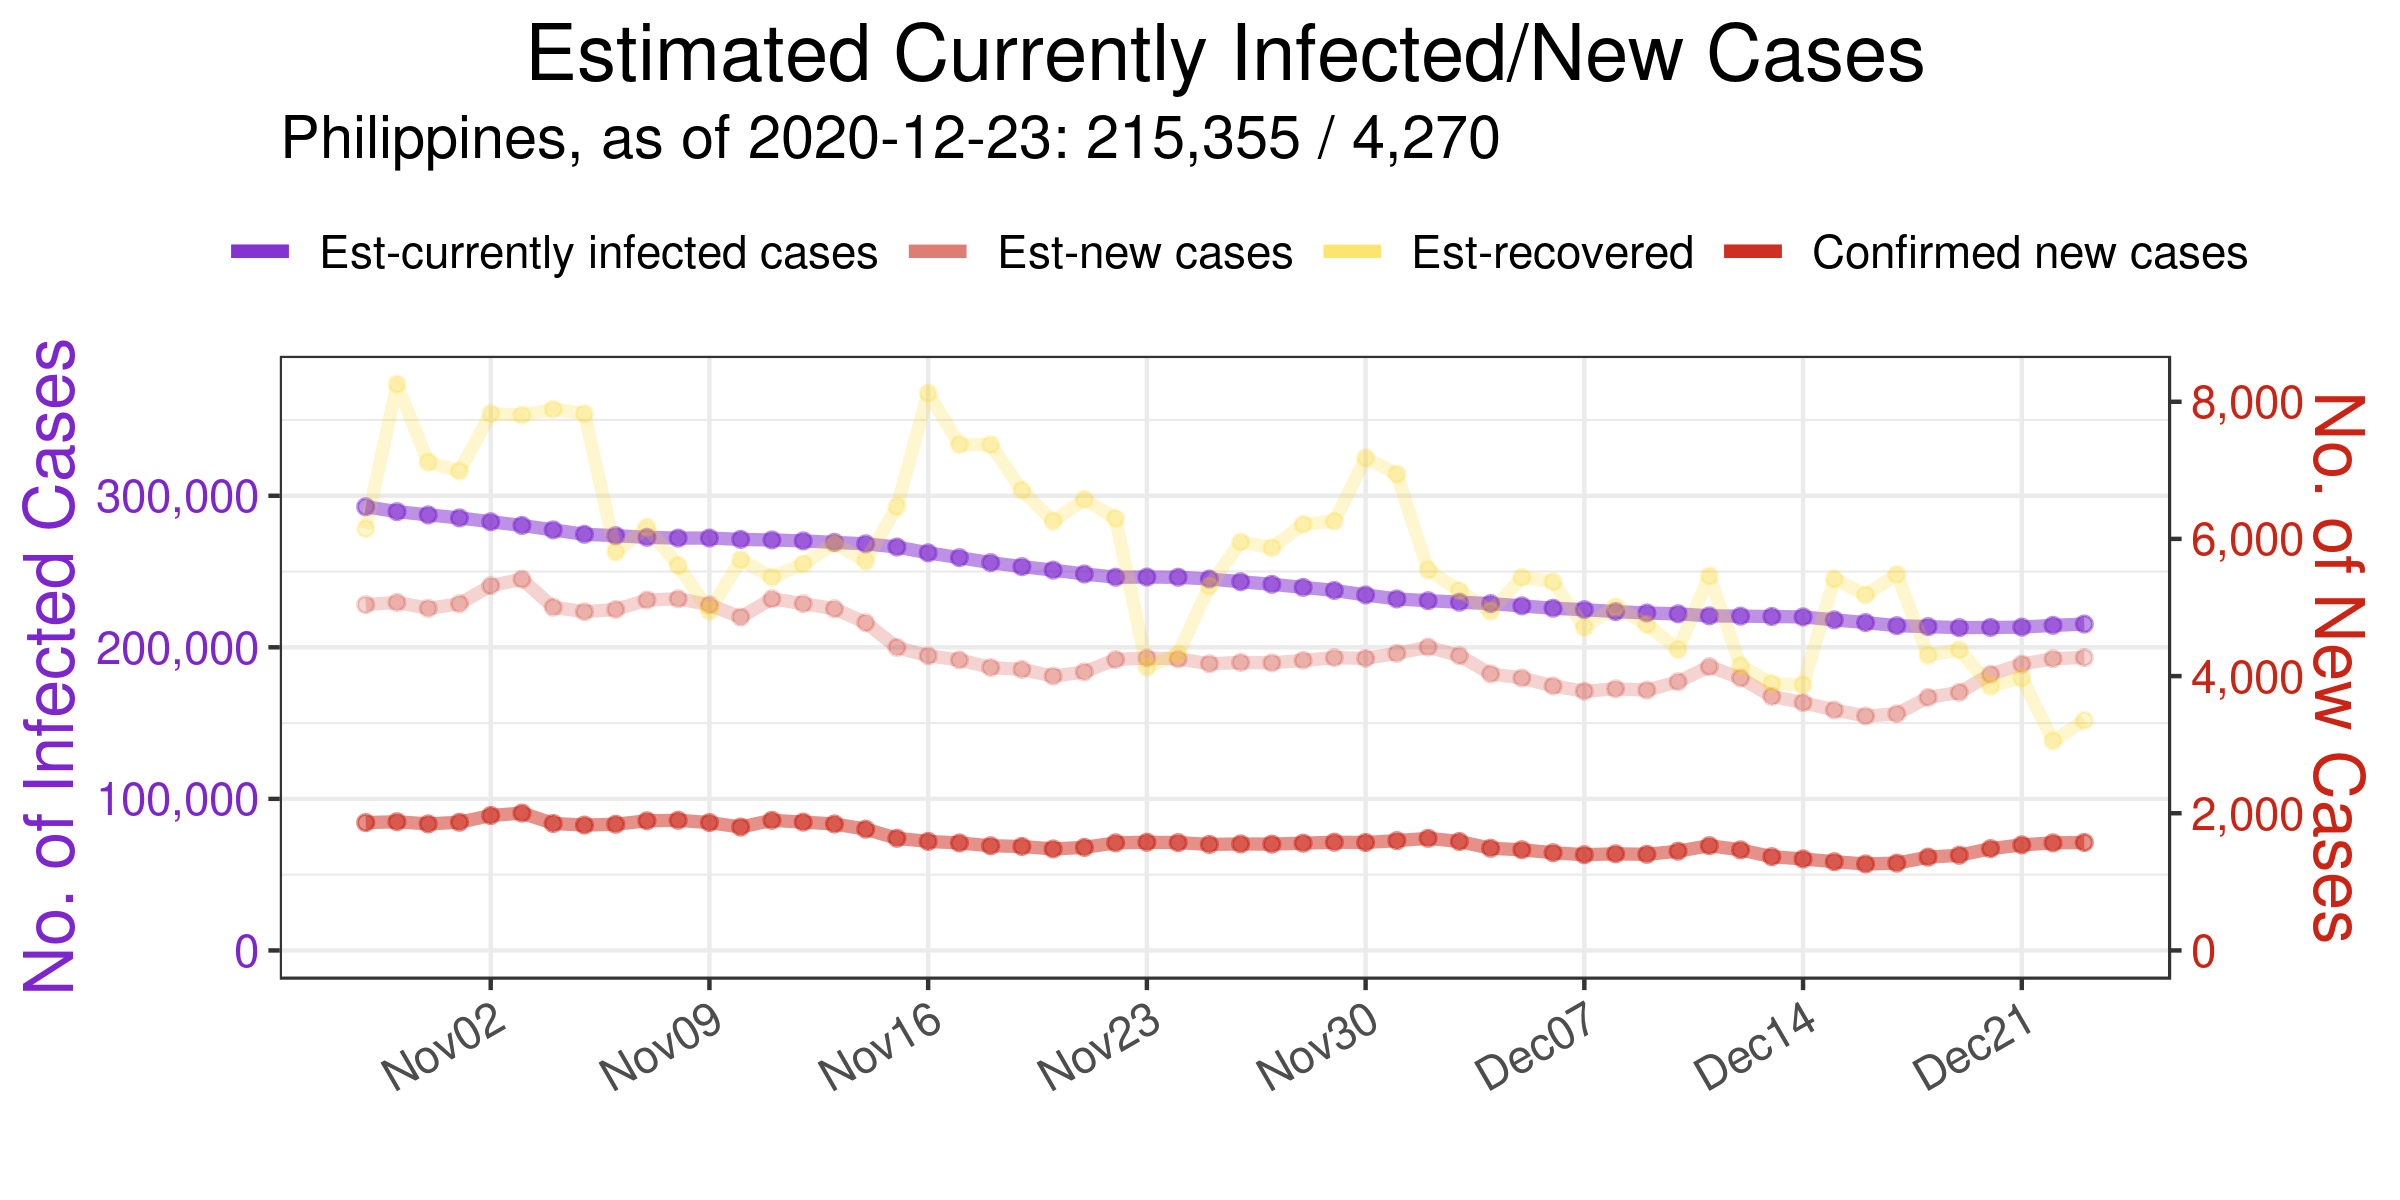 Estimated Currently Infected/New Cases
Philippines, as of 2020-12-23: 215,355 / 4,270
Est-currently infected cases Est-new cases Est-recovered Confirmed new cases
No. of Infected Cases
300,000
200,000
100,000
0
8,000
6,000
4,000
2,000
0
No. of New Cases
Nov02 Nov09 Nov16 Nov23 Nov30 Dec07 Dec14 Dec21